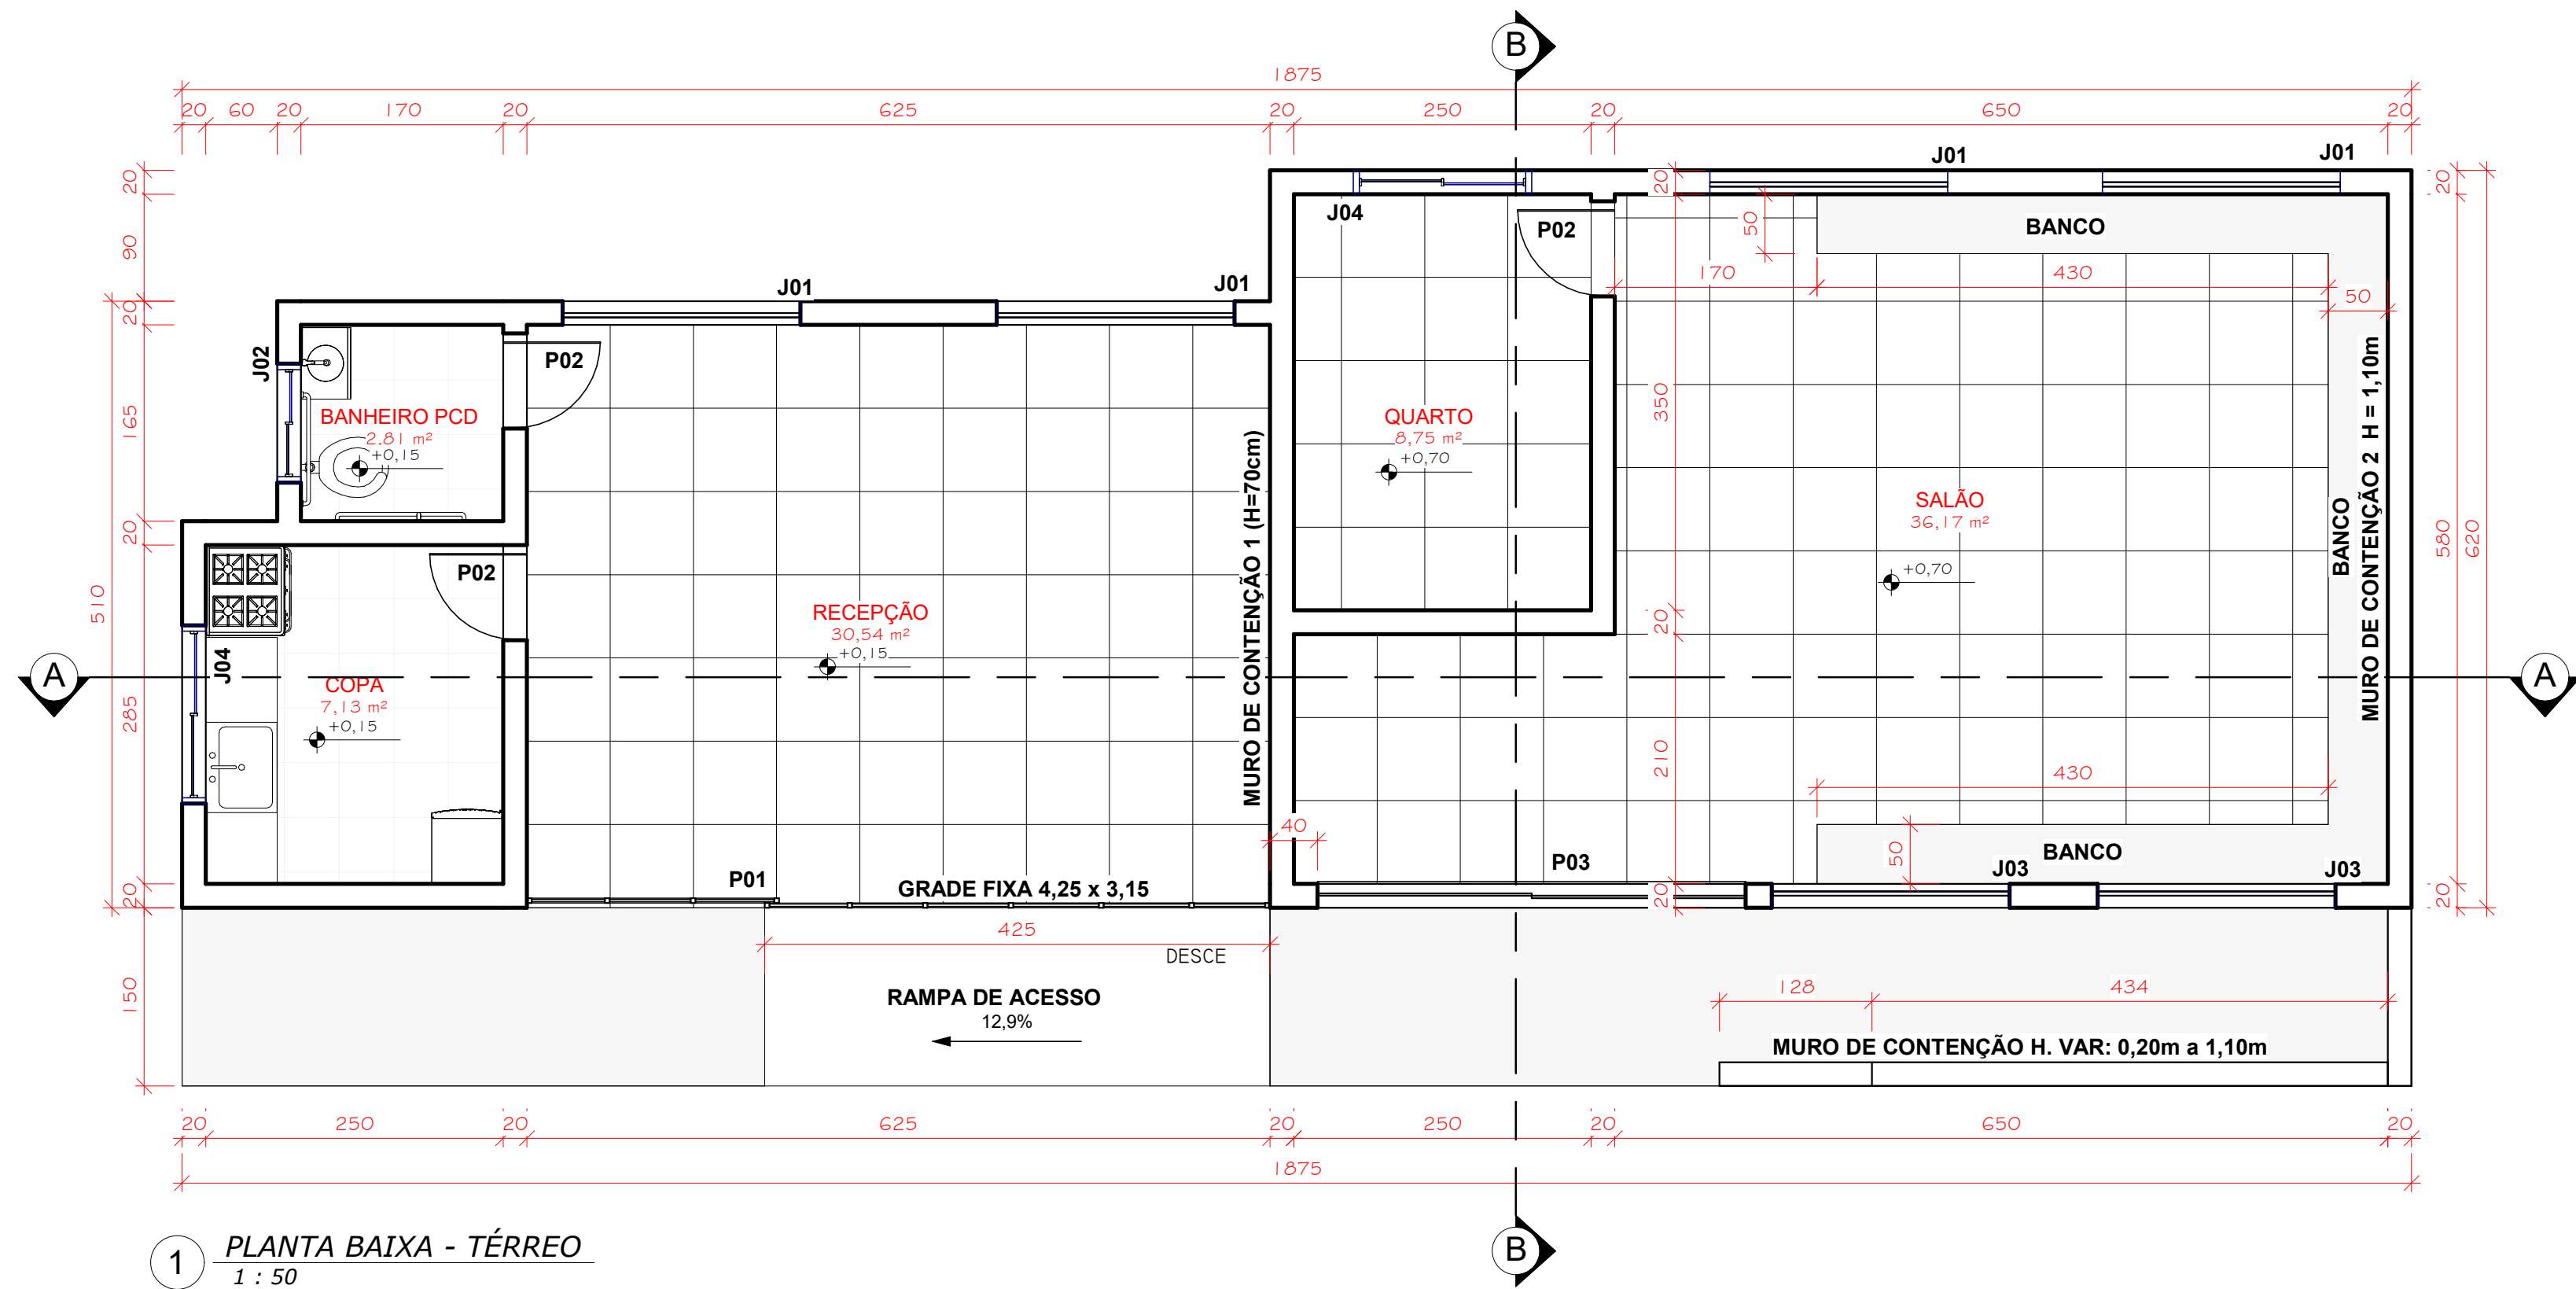 B
1875
20 60 20 170 20 625 20 250 20 650 20
J01
J01
20
20
20
J04
P02
50
BANCO
90
170
430
50
J01
J01
20
J02
P02
BANHEIRO PCD
2.81 m²
+0,15
165
QUARTO
8,75 m²
+0,70
350
MURO DE CONTENÇÃO 1 (H=70cm)
SALÃO
36,17 m²
+0,70
BANCO
MURO DE CONTENÇÃO 2 H = 1,10m
580
620
20
P02
510
RECEPÇÃO
30,54 m²
+0,15
20
A
J04
COPA
7,13 m²
+0,15
285
A
210
430
40
50
BANCO
P01
GRADE FIXA 4,25 x 3,15
P03
J03
J03
20
20
20
425
DESCE
150
RAMPA DE ACESSO
12,9%
128
434
MURO DE CONTENÇÃO H. VAR: 0,20m a 1,10m
20 250 20 625 20 250 20 650 20
1875
B
1
PLANTA BAIXA - TÉRREO
1 : 50